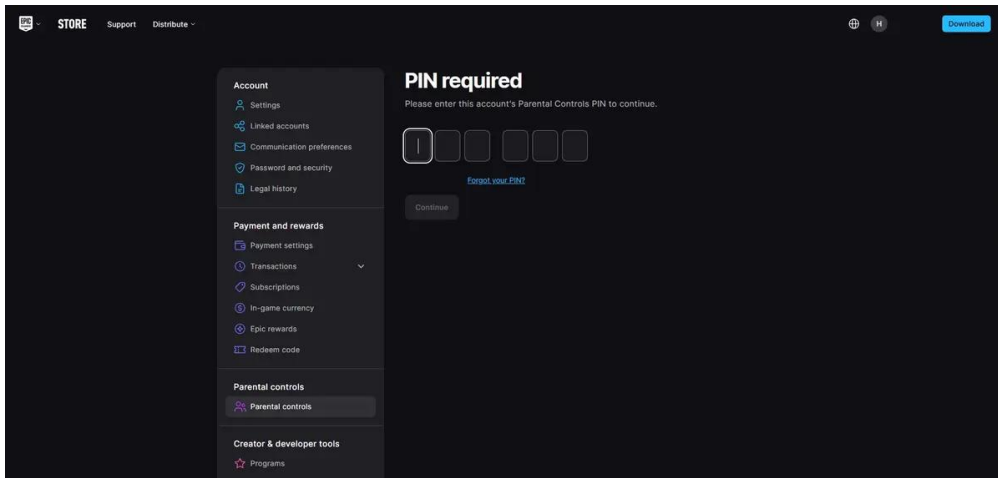 EPIC
STORE
Support
Distribute
H
Download
Account
Settings
Linked accounts
Communication preferences
Password and security
Legal history
Payment and rewards
Payment settings
Transactions
Subscriptions
In-game currency
Epic rewards
Redeem code
Parental controls
Parental controls
Creator & developer tools
Programs
PIN required
Please enter this account's Parental Controls PIN to continue.
Forgot your PIN?
Continue